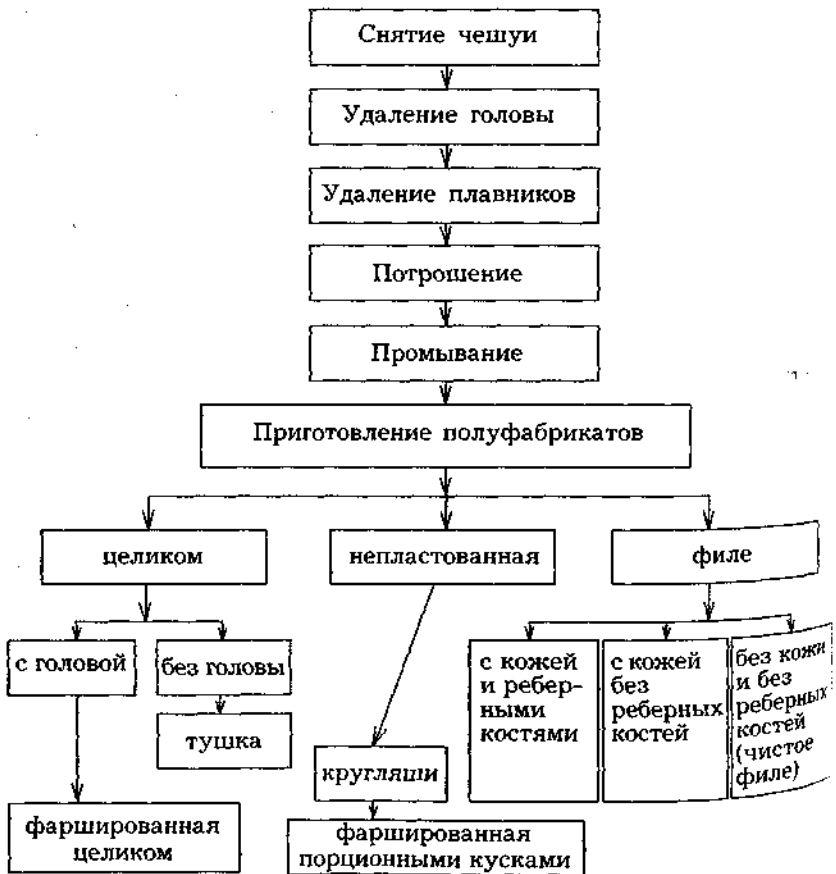 Снятие чешуи
Удаление головы
Удаление плавников
Потрошение
Промывание
Приготовление полуфабрикатов
целиком
непластованная
филе
с головой
без головы
тушка
кругляши
с кожей
и ребер-
ными
костями
с кожей
без
реберных
костей
без кожи
и без
реберных
костей
(чистое
филе)
фаршированная
целиком
фаршированная
порционными кусками